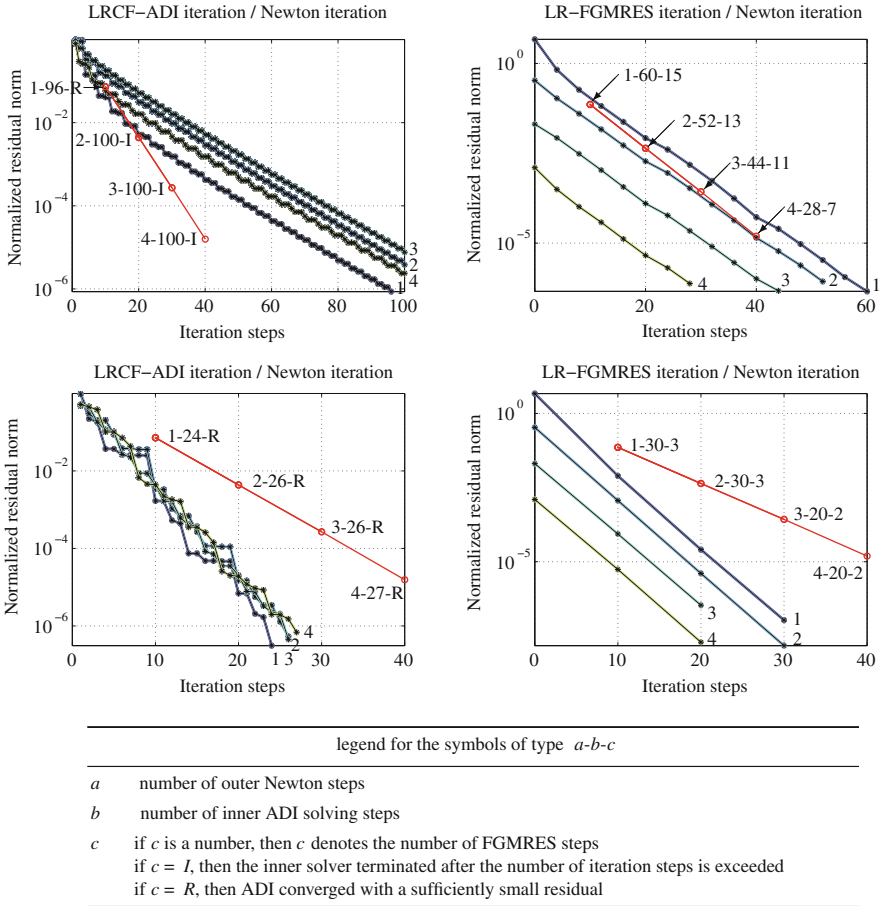 LRCF−ADI iteration / Newton iteration
Normalized residual norm
10−2
10−4
10−6
1-96-R
2-100-I
3-100-I
4-100-I
3
2
4
1
0 20 40 60 80 100
Iteration steps
LR−FGMRES iteration / Newton iteration
Normalized residual norm
100
10−5
1-60-15
2-52-13
3-44-11
4-28-7
4
3
2
1
0 20 40 60
Iteration steps
LRCF−ADI iteration / Newton iteration
Normalized residual norm
10−2
10−4
10−6
1-24-R
2-26-R
3-26-R
4-27-R
4
2
1 3
0 10 20 30 40
Iteration steps
LR−FGMRES iteration / Newton iteration
Normalized residual norm
100
10−5
1-30-3
2-30-3
3-20-2
4-20-2
1
3
4
2
0 10 20 30 40
Iteration steps
legend for the symbols of type a-b-c
a number of outer Newton steps
b number of inner ADI solving steps
c if c is a number, then c denotes the number of FGMRES steps
if c = I, then the inner solver terminated after the number of iteration steps is exceeded
if c = R, then ADI converged with a sufficiently small residual